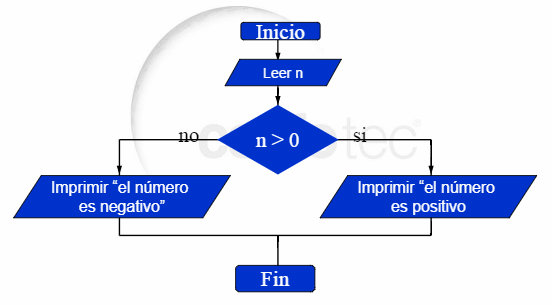 Inicio
Leer n
n > 0
no
si
Imprimir “el número
es negativo”
Imprimir “el número
es positivo
Fin